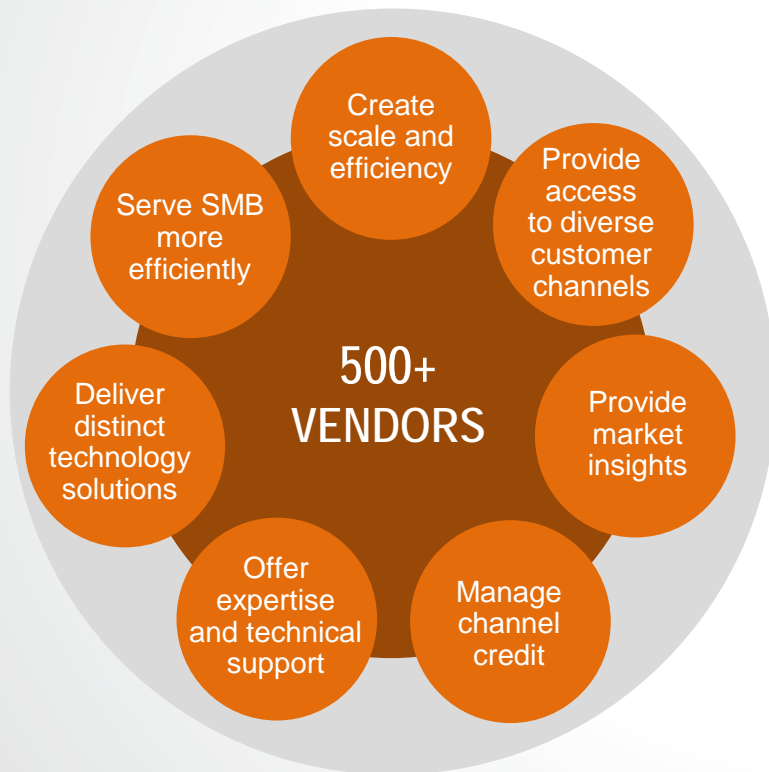 Create
scale and
efficiency
Provide
access
to diverse
customer
channels
Provide
market
insights
Manage
channel
credit
Offer
expertise
and technical
support
Deliver
distinct
technology
solutions
Serve SMB
more
efficiently
500+
VENDORS